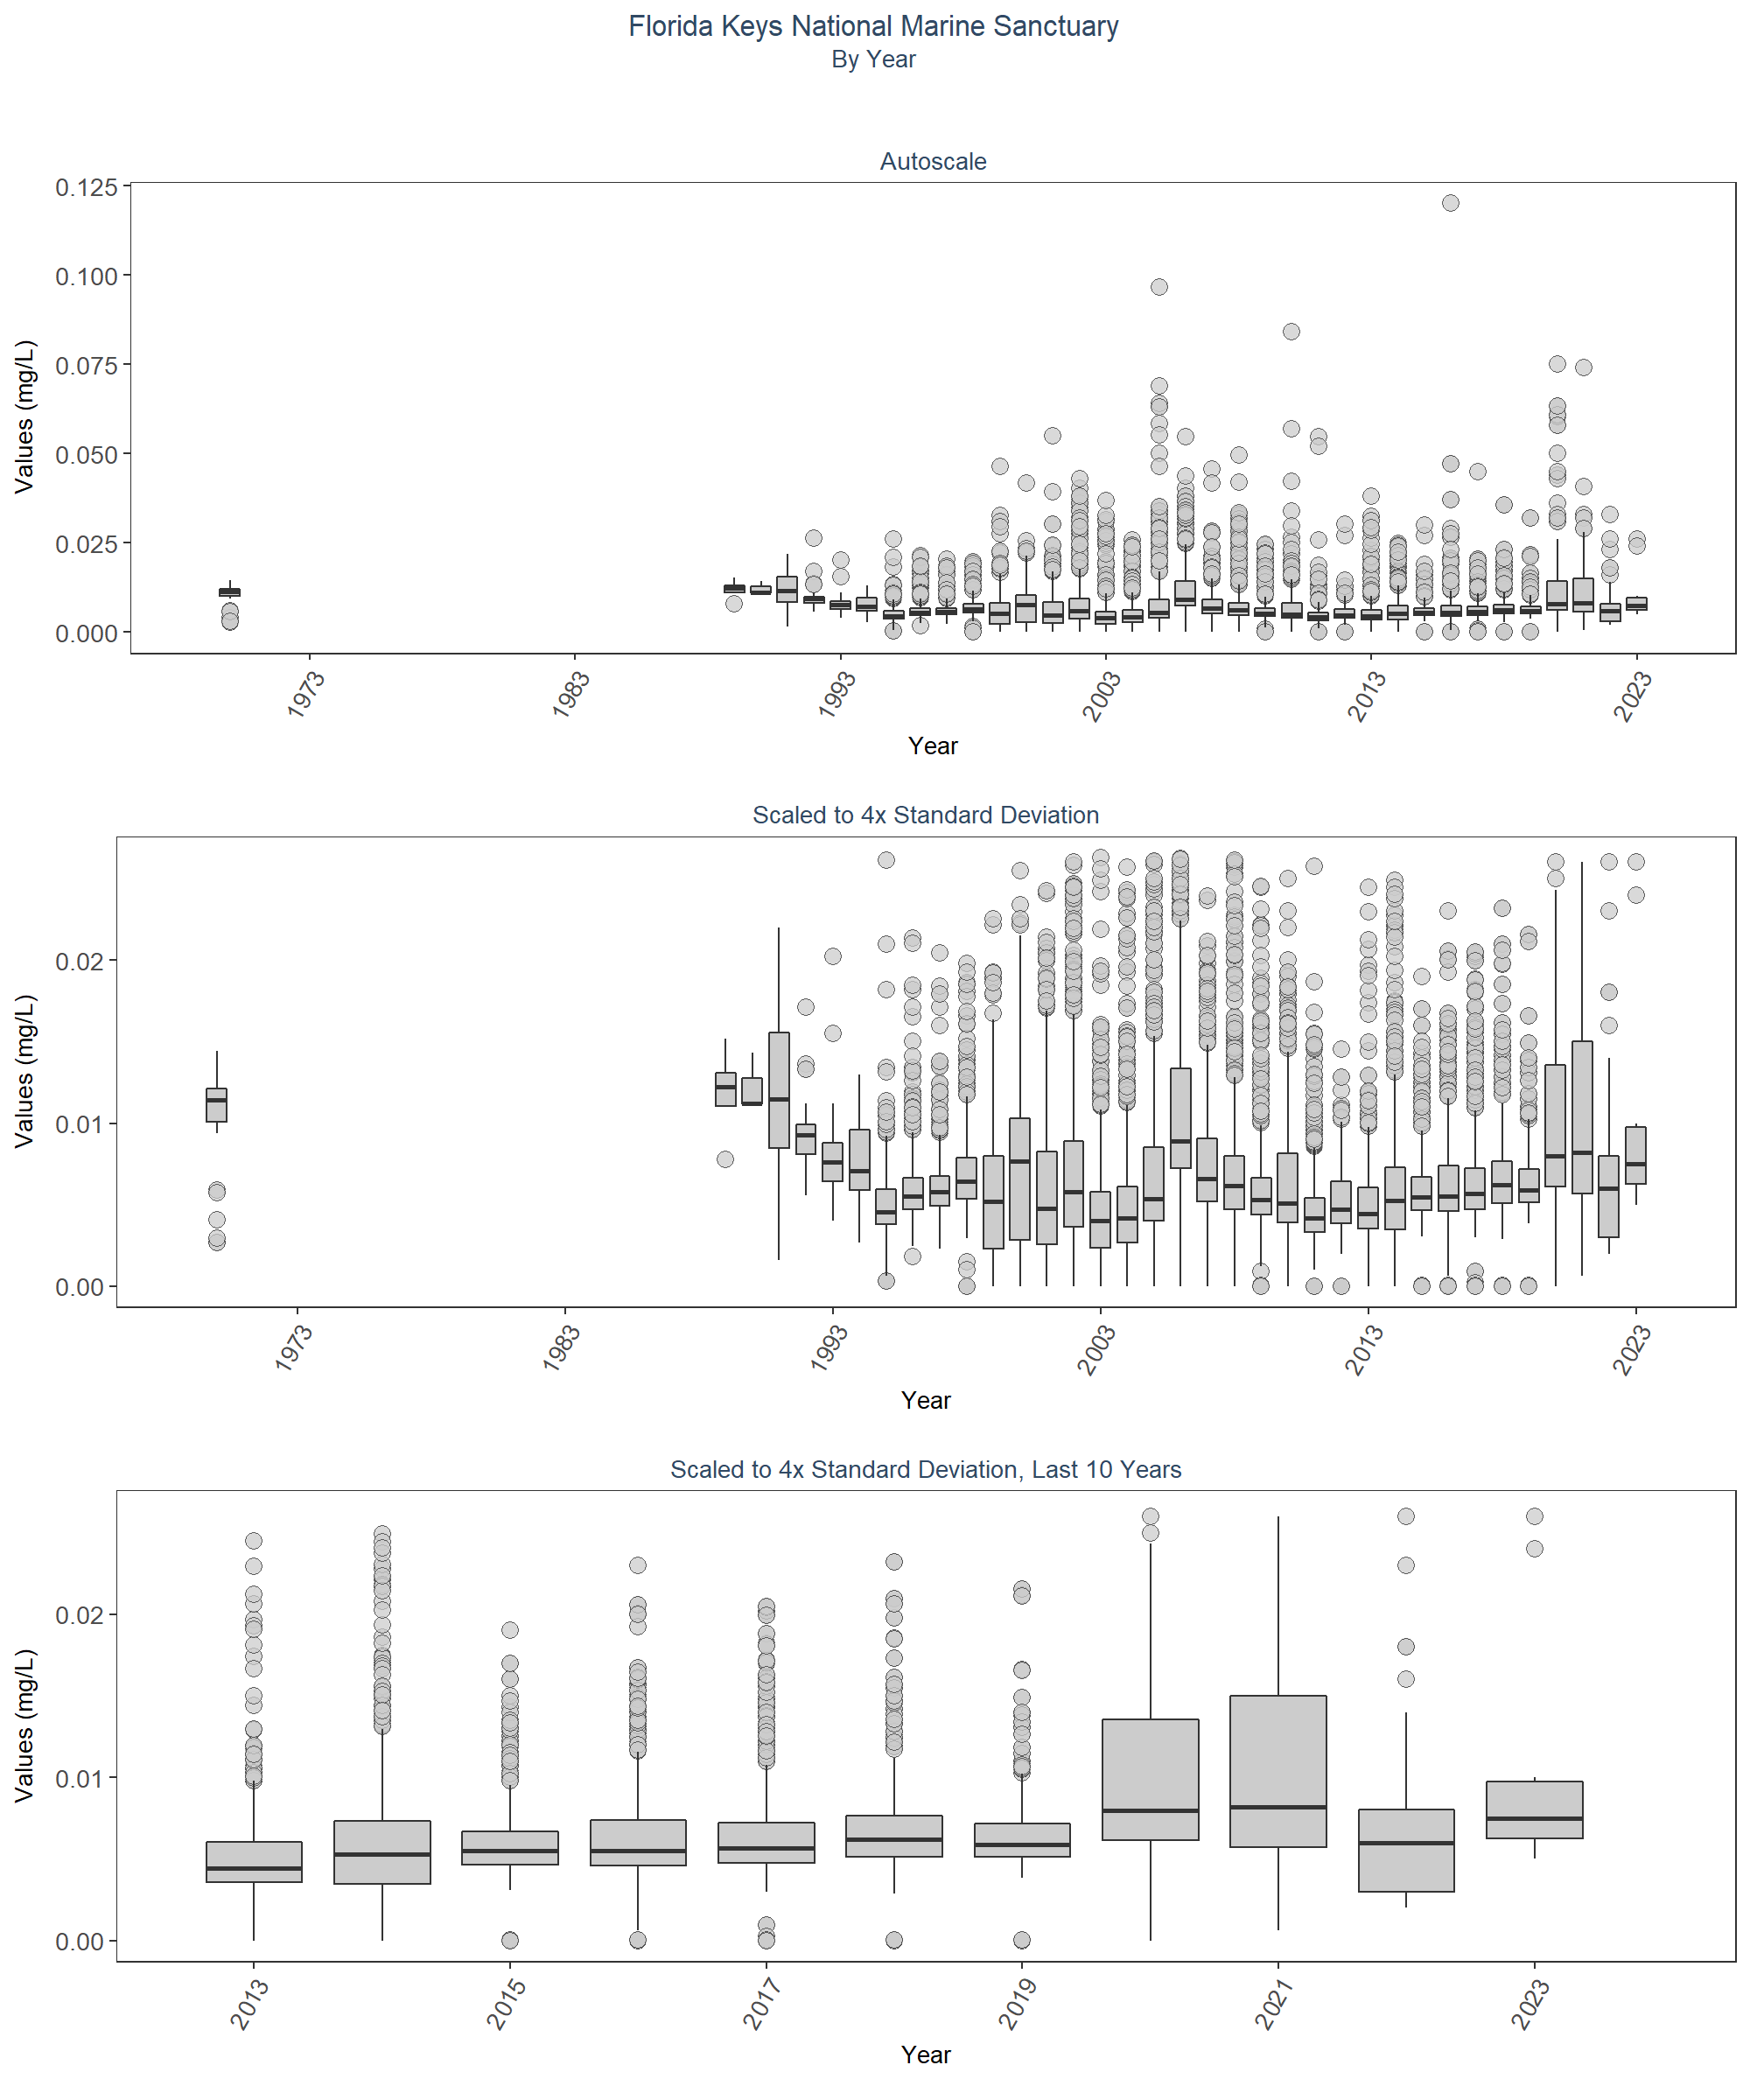 Florida Keys National Marine Sanctuary
By Year
Autoscale
Values (mg/L)
0.125
0.100
0.075
0.050
0.025
0.000
1973 1983 1993 2003 2013 2023
Year
Scaled to 4x Standard Deviation
Values (mg/L)
0.02
0.01
0.00
1973 1983 1993 2003 2013 2023
Year
Scaled to 4x Standard Deviation, Last 10 Years
Values (mg/L)
0.02
0.01
0.00
2013 2015 2017 2019 2021 2023
Year